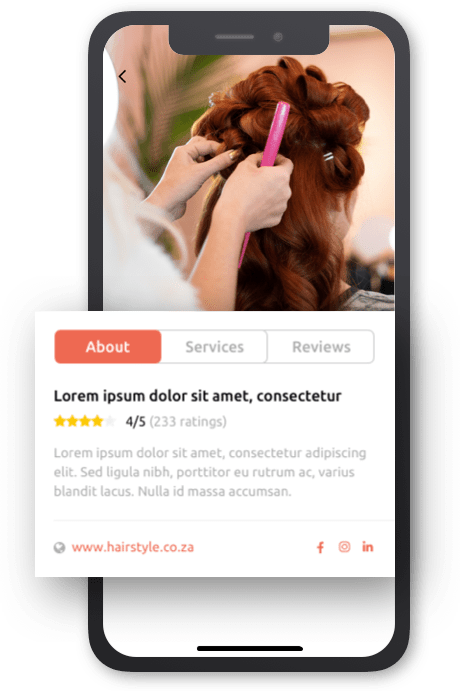 About Services Reviews
Lorem ipsum dolor sit amet, consectetur
4/5 (233 ratings)
Lorem ipsum dolor sit amet, consectetur adipiscing
elit. Sed ligula nibh, porttitor eu rutrum ac, varius
blandit lacus. Nulla id massa accumsan.
www.hairstyle.co.za